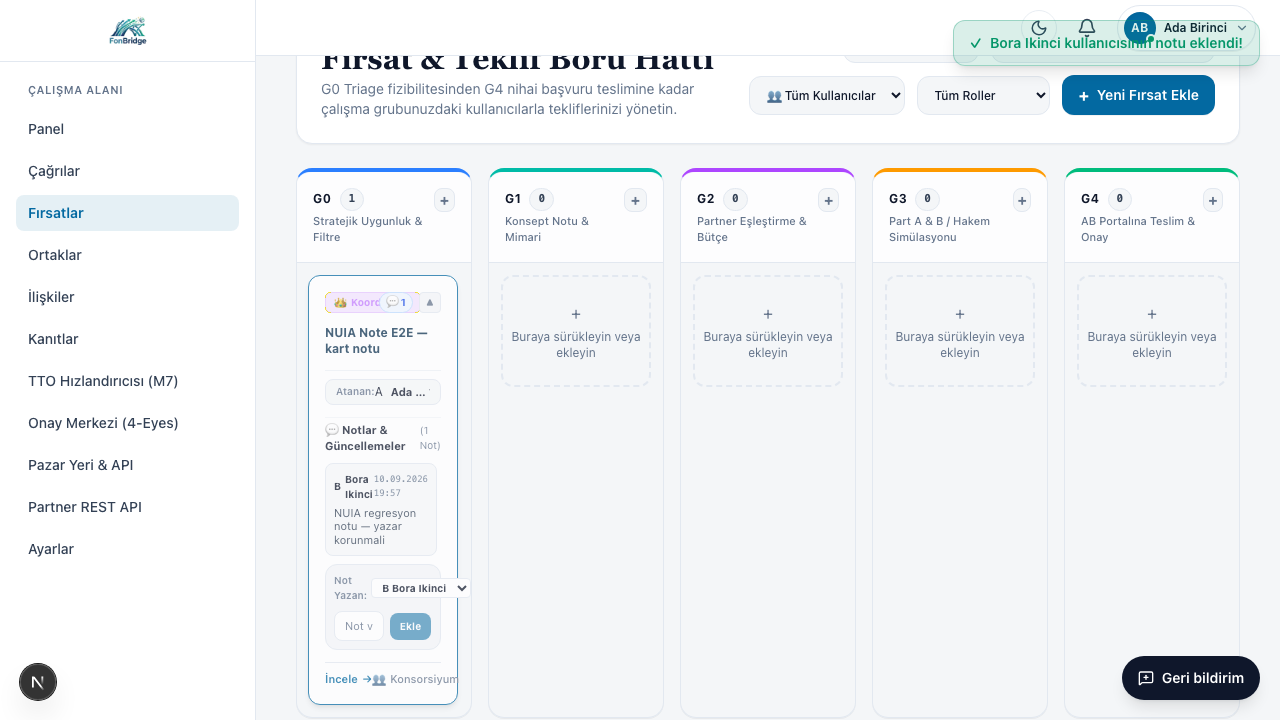 FonBridge
ÇALIŞMA ALANI
Panel
Çağrılar
Fırsatlar
Ortaklar
İlişkiler
Kanıtlar
TTO Hızlandırıcısı (M7)
Onay Merkezi (4-Eyes)
Pazar Yeri & API
Partner REST API
Ayarlar
N
AB
Ada Birinci
Bora Ikinci kullanıcısının notu eklendi!
Fırsat & Teklif Boru Hattı
G0 Triage fizibilitesinden G4 nihai başvuru teslimine kadar
çalışma grubunuzdaki kullanıcılarla tekliflerinizi yönetin.
Tüm Kullanıcılar
Tüm Roller
+ Yeni Fırsat Ekle
G0 1 +
Stratejik Uygunluk &
Filtre
Koord 1
NUIA Note E2E —
kart notu
Atanan: A Ada ...
Notlar &
Güncellemeler
(1
Not)
B Bora
Ikinci
10.09.2026
19:57
NUIA regresyon
notu — yazar
korunmali
Not
Yazan:
B Bora Ikinci
Not v
Ekle
İncele → Konsorsiyum
G1 0 +
Konsept Notu &
Mimari
+
Buraya sürükleyin veya
ekleyin
G2 0 +
Partner Eşleştirme &
Bütçe
+
Buraya sürükleyin veya
ekleyin
G3 0 +
Part A & B / Hakem
Simülasyonu
+
Buraya sürükleyin veya
ekleyin
G4 0 +
AB Portalına Teslim &
Onay
+
Buraya sürükleyin veya
ekleyin
Geri bildirim